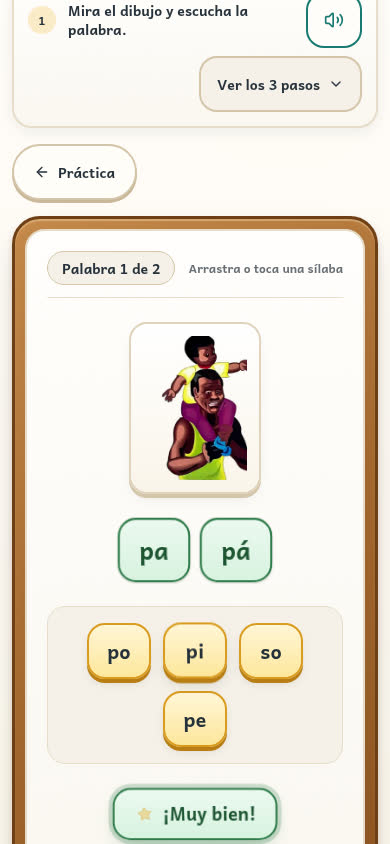 1
Mira el dibujo y escucha la
palabra.
Ver los 3 pasos
Práctica
Palabra 1 de 2
Arrastra o toca una sílaba
pa
pá
po
pi
so
pe
¡Muy bien!